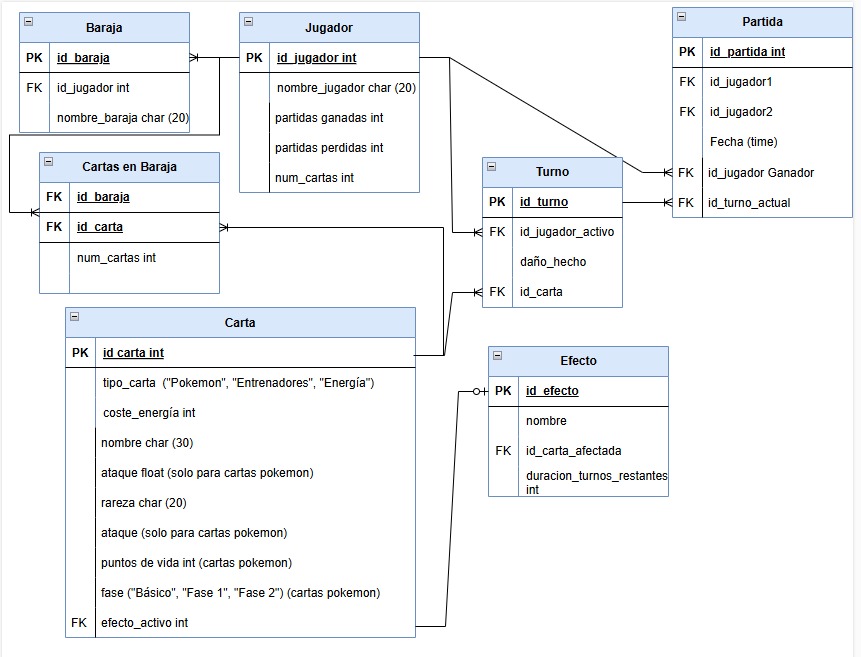 Baraja
PK id_baraja
FK id_jugador int
nombre_baraja char (20)
Jugador
PK id_jugador int
nombre_jugador char (20)
partidas ganadas int
partidas perdidas int
num_cartas int
Partida
PK id_partida int
FK id_jugador1
FK id_jugador2
Fecha (time)
FK id_jugador Ganador
FK id_turno_actual
Cartas en Baraja
FK id_baraja
FK id_carta
num_cartas int
Turno
PK id_turno
FK id_jugador_activo
daño_hecho
FK id_carta
Carta
PK id carta int
tipo_carta ("Pokemon", "Entrenadores", "Energía")
coste_energía int
nombre char (30)
ataque float (solo para cartas pokemon)
rareza char (20)
ataque (solo para cartas pokemon)
puntos de vida int (cartas pokemon)
fase ("Básico", "Fase 1", "Fase 2") (cartas pokemon)
FK efecto_activo int
Efecto
PK id_efecto
nombre
FK id_carta_afectada
duracion_turnos_restantes
int